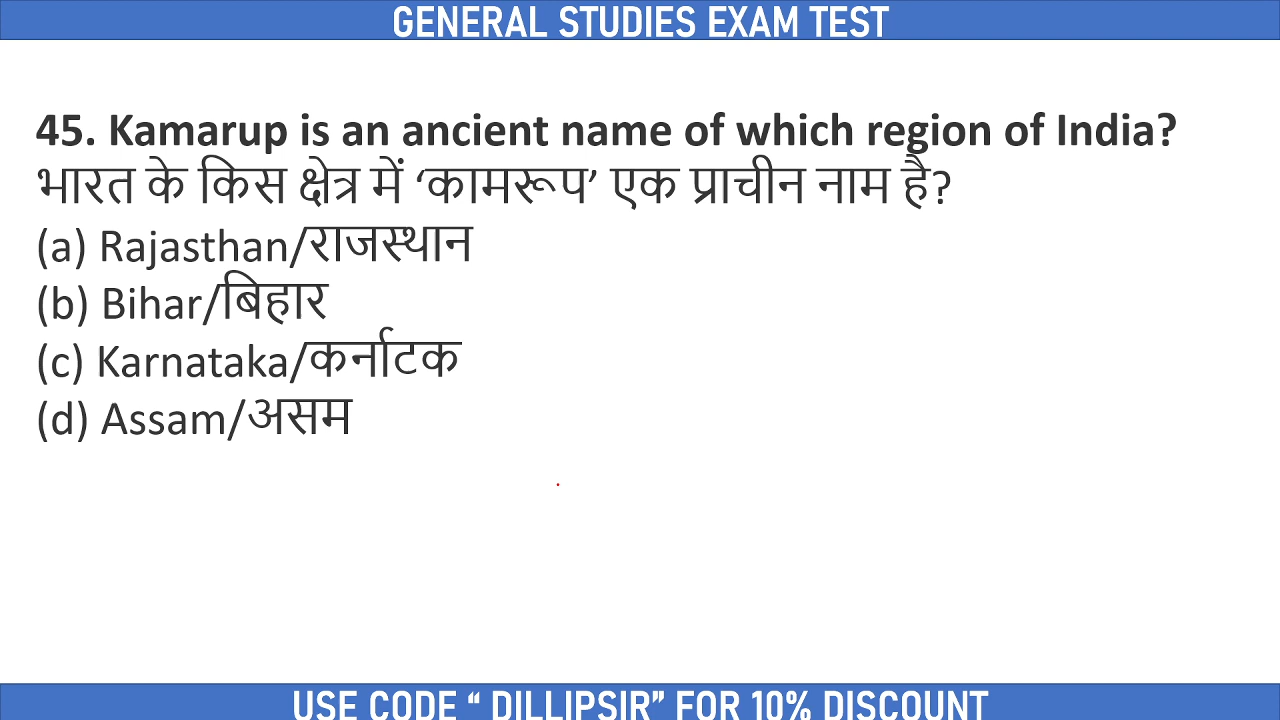 GENERAL STUDIES EXAM TEST
45. Kamarup is an ancient name of which region of India?
भारत के किस क्षेत्र में ‘कामरूप’ एक प्राचीन नाम है?
(a) Rajasthan/राजस्थान
(b) Bihar/बिहार
(c) Karnataka/कर्नाटक
(d) Assam/असम
USE CODE “ DILLIPSIR” FOR 10% DISCOUNT